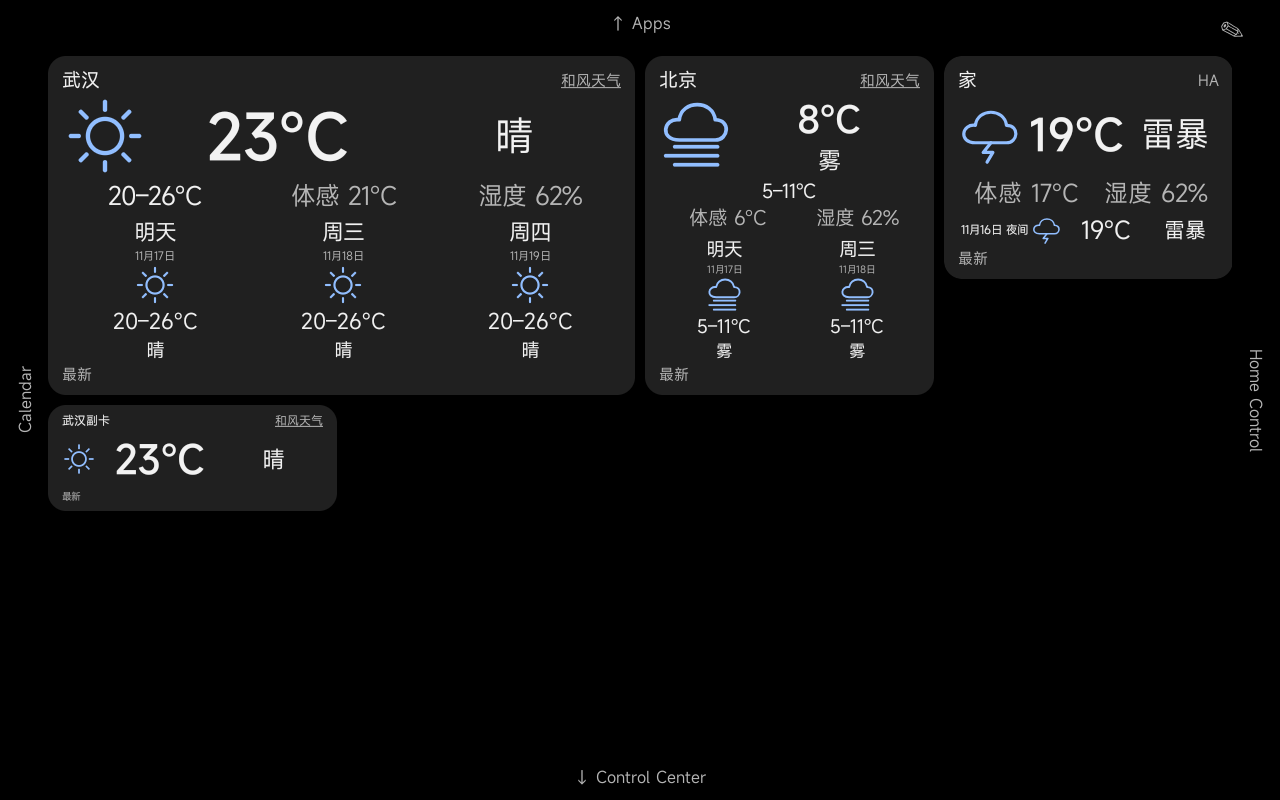 ↑ Apps
武汉 和风天气
23°C 晴
20–26°C 体感 21°C 湿度 62%
明天 周三 周四
11月17日 11月18日 11月19日
20–26°C 20–26°C 20–26°C
晴 晴 晴
最新
北京 和风天气
8°C
雾
5–11°C
体感 6°C 湿度 62%
明天 周三
11月17日 11月18日
5–11°C 5–11°C
雾 雾
最新
家 HA
19°C 雷暴
体感 17°C 湿度 62%
11月16日 夜间 19°C 雷暴
最新
武汉副卡 和风天气
23°C 晴
最新
Calendar
Home Control
↓ Control Center